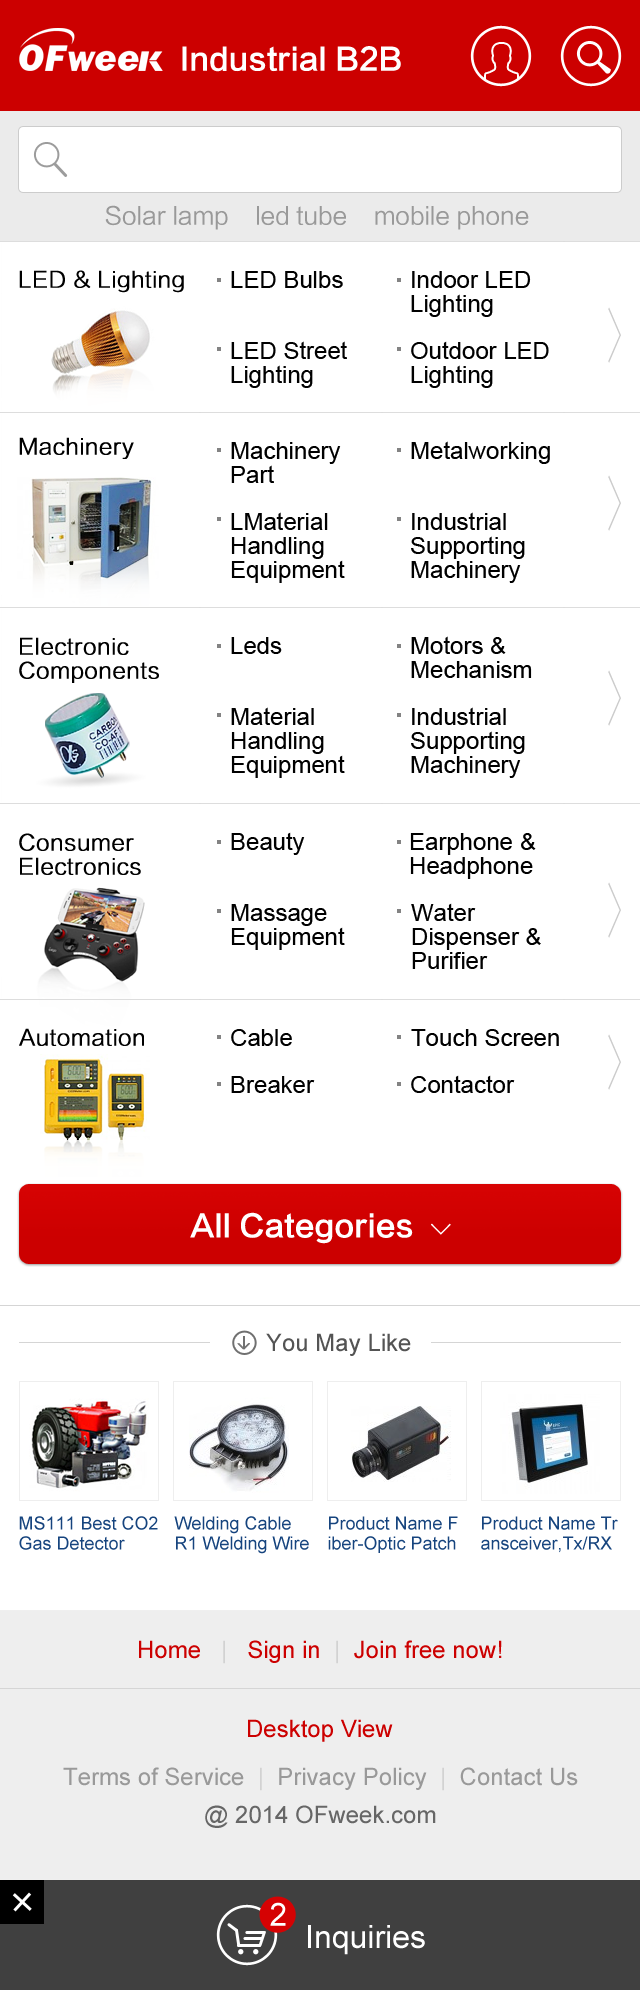 OFweek Industrial B2B
Solar lamp led tube mobile phone
LED & Lighting
LED Bulbs
Indoor LED
Lighting
LED Street
Lighting
Outdoor LED
Lighting
Machinery
Machinery
Part
Metalworking
LMaterial
Handling
Equipment
Industrial
Supporting
Machinery
Electronic
Components
CARBO
CO-AF
Leds
Motors &
Mechanism
Material
Handling
Equipment
Industrial
Supporting
Machinery
Consumer
Electronics
Beauty
Earphone &
Headphone
Massage
Equipment
Water
Dispenser &
Purifier
Automation
Cable
Touch Screen
Breaker
Contactor
All Categories
You May Like
MS111 Best CO2
Gas Detector
Welding Cable
R1 Welding Wire
Product Name F
iber-Optic Patch
Product Name Tr
ansceiver,Tx/RX
Home | Sign in | Join free now!
Desktop View
Terms of Service | Privacy Policy | Contact Us
@ 2014 OFweek.com
2
Inquiries